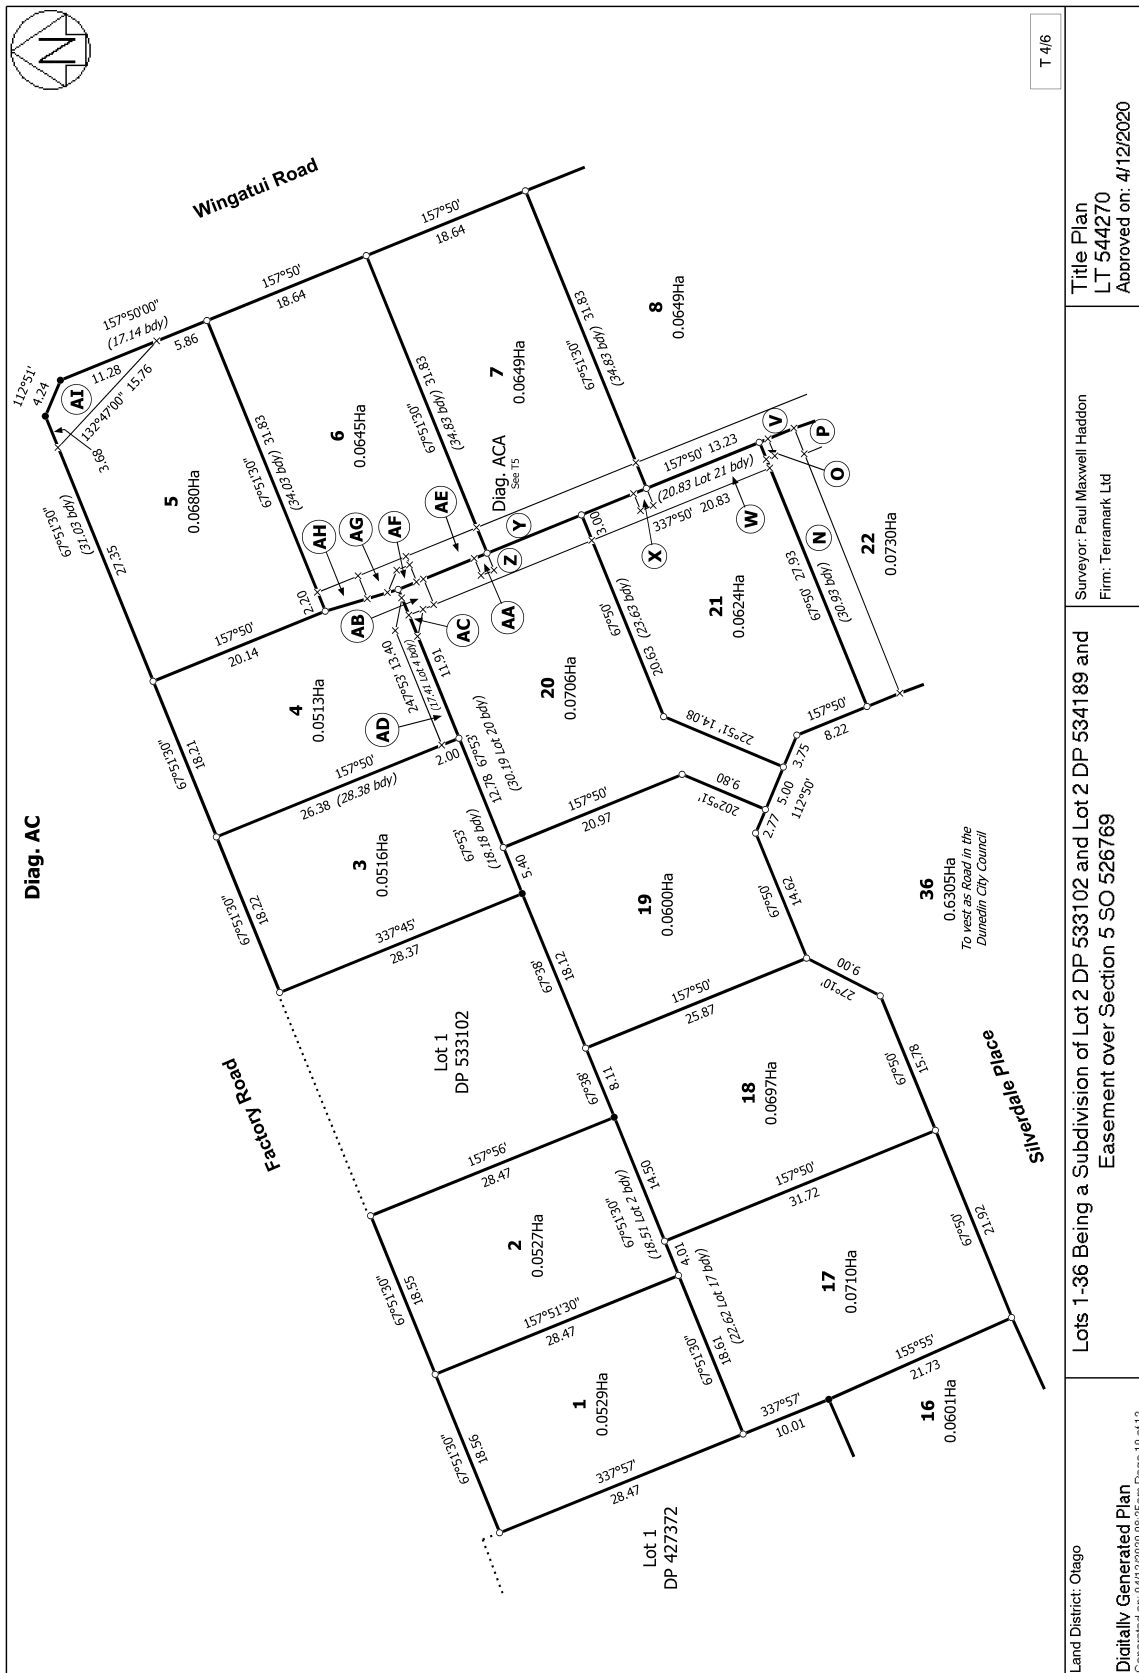 N
Diag. AC
T 4/6
Factory Road
Wingatui Road
Silverdale Place
Lot 1
DP 427372
337°57'
28.47
67°51'30"
18.56
1
0.0529Ha
157°51'30"
28.47
67°51'30"
18.61
(22.62 Lot 17 bdy)
4.01
67°51'30"
18.55
2
0.0527Ha
157°56'
28.47
67°51'30"
(18.51 Lot 2 bdy)
14.50
Lot 1
DP 533102
67°38'
8.11
67°38'
18.12
337°45'
28.37
67°51'30"
18.22
3
0.0516Ha
67°53'
(18.18 bdy)
5.40
12.78
67°53'
(30.19 Lot 20 bdy)
157°50'
26.38 (28.38 bdy)
2.00
67°51'30"
18.21
4
0.0513Ha
AD
247°53' 13.40
(17.41 Lot 4 bdy)
11.91
157°50'
20.14
67°51'30"
(31.03 bdy)
27.35
5
0.0680Ha
3.68
132°47'00" 15.76
AI
112°51'
4.24
11.28
157°50'00"
(17.14 bdy)
5.86
67°51'30" 31.83
(34.03 bdy)
2.20
157°50'
18.64
6
0.0645Ha
67°51'30" 31.83
(34.83 bdy)
157°50'
18.64
7
0.0649Ha
Diag. ACA
See T5
67°51'30" 31.83
(34.83 bdy)
8
0.0649Ha
AH
AG
AF
AE
AB
AC
AA
Z
Y
X
W
V
P
O
N
3.00
157°50' 13.23
(20.83 Lot 21 bdy)
337°50' 20.83
337°57'
10.01
155°55'
21.73
16
0.0601Ha
17
0.0710Ha
67°50'
21.92
157°50'
31.72
18
0.0697Ha
67°50'
15.78
27°10'
9.00
157°50'
25.87
19
0.0600Ha
67°50'
14.62
2.77
5.00
112°50'
3.75
157°50'
20.97
202°51'
9.80
20
0.0706Ha
67°50'
20.63 (23.63 bdy)
22°51' 14.08
21
0.0624Ha
67°50' 27.93
(30.93 bdy)
157°50'
8.22
22
0.0730Ha
36
0.6305Ha
To vest as Road in the
Dunedin City Council
Land District: Otago
Digitally Generated Plan
Lots 1-36 Being a Subdivision of Lot 2 DP 533102 and Lot 2 DP 534189 and
Easement over Section 5 SO 526769
Surveyor: Paul Maxwell Haddon
Firm: Terramark Ltd
Title Plan
LT 544270
Approved on: 4/12/2020